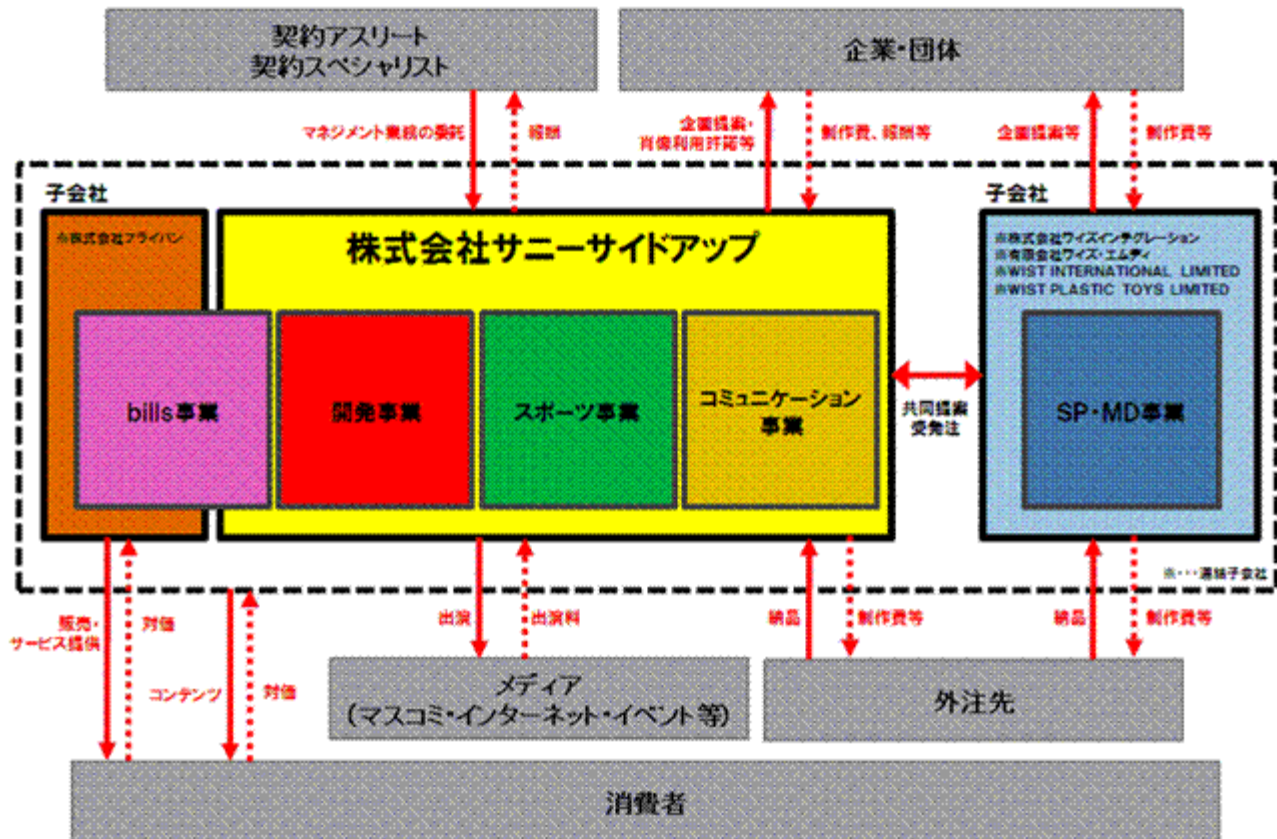 契約アスリート
契約スペシャリスト
企業・団体
マネジメント業務の委託
報酬
企画提案・
肖像利用許諾等
制作費、報酬等
企画提案等
制作費等
子会社
子会社
※株式会社フライパン
株式会社サニーサイドアップ
※株式会社ワイズインテグレーション
※有限会社ワイズ・エムディ
※WIST INTERNATIONAL LIMITED
※WIST PLASTIC TOYS LIMITED
bills事業
開発事業
スポーツ事業
コミュニケーション
事業
共同提案
受発注
SP・MD事業
※・・・連結子会社
販売・
サービス提供
対価
コンテンツ
対価
出演
出演料
納品
制作費等
納品
制作費等
メディア
(マスコミ・インターネット・イベント等)
外注先
消費者